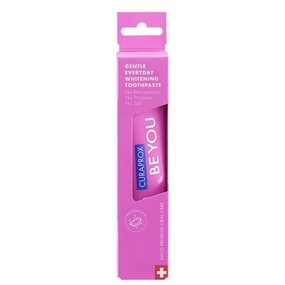 GENTLE
EVERYDAY
WHITENING
TOOTHPASTE
CURAPROX
BE YOU
SWISS PREMIUM ORAL CARE